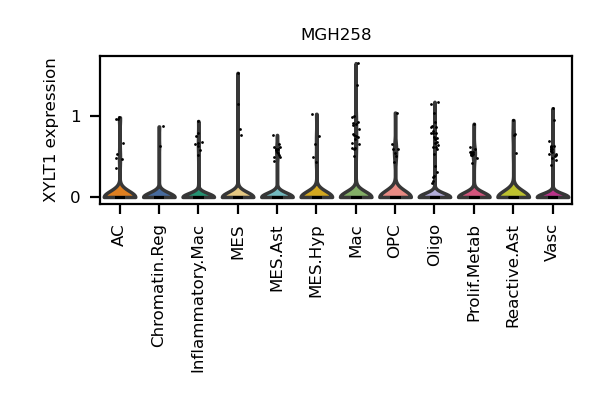 MGH258
XYLT1 expression
1
0
AC
Chromatin.Reg
Inflammatory.Mac
MES
MES.Ast
MES.Hyp
Mac
OPC
Oligo
Prolif.Metab
Reactive.Ast
Vasc